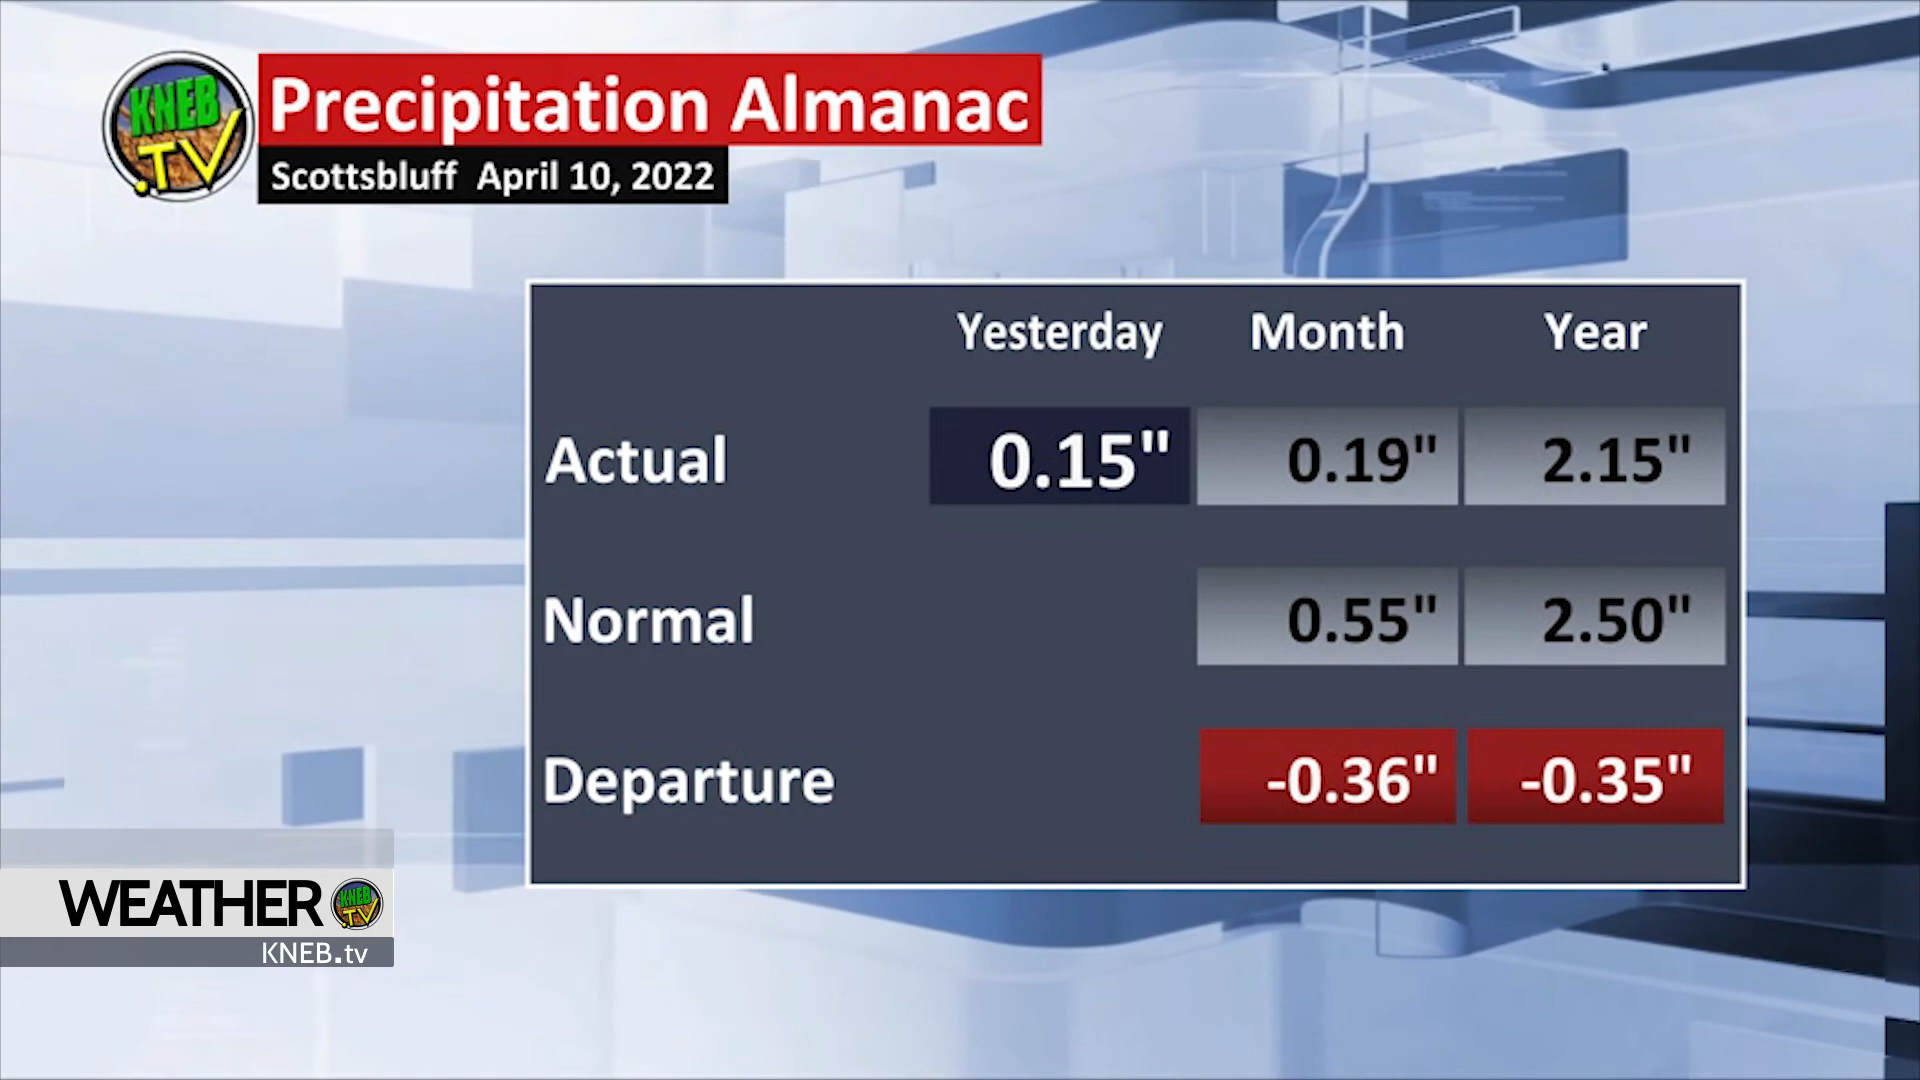 KNEB
.TV
Precipitation Almanac
Scottsbluff April 10, 2022
Yesterday Month Year
Actual 0.15" 0.19" 2.15"
Normal 0.55" 2.50"
Departure -0.36" -0.35"
WEATHER KNEB .TV
KNEB.tv